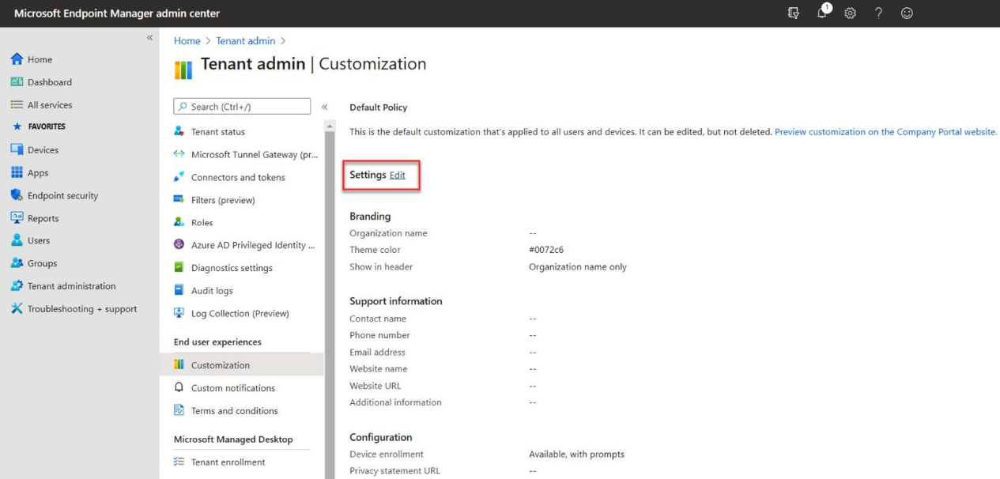 Microsoft Endpoint Manager admin center
1
?
«
Home > Tenant admin >
Home
Dashboard
All services
FAVORITES
Devices
Apps
Endpoint security
Reports
Users
Groups
Tenant administration
Troubleshooting + support
Tenant admin | Customization
Search (Ctrl+/)
«
Tenant status
Microsoft Tunnel Gateway (pr...
Connectors and tokens
Filters (preview)
Roles
Azure AD Privileged Identity ...
Diagnostics settings
Audit logs
Log Collection (Preview)
End user experiences
Customization
Custom notifications
Terms and conditions
Microsoft Managed Desktop
Tenant enrollment
Default Policy
This is the default customization that's applied to all users and devices. It can be edited, but not deleted. Preview customization on the Company Portal website.
Settings Edit
Branding
Organization name --
Theme color #0072c6
Show in header Organization name only
Support information
Contact name --
Phone number --
Email address --
Website name --
Website URL --
Additional information --
Configuration
Device enrollment Available, with prompts
Privacy statement URL --